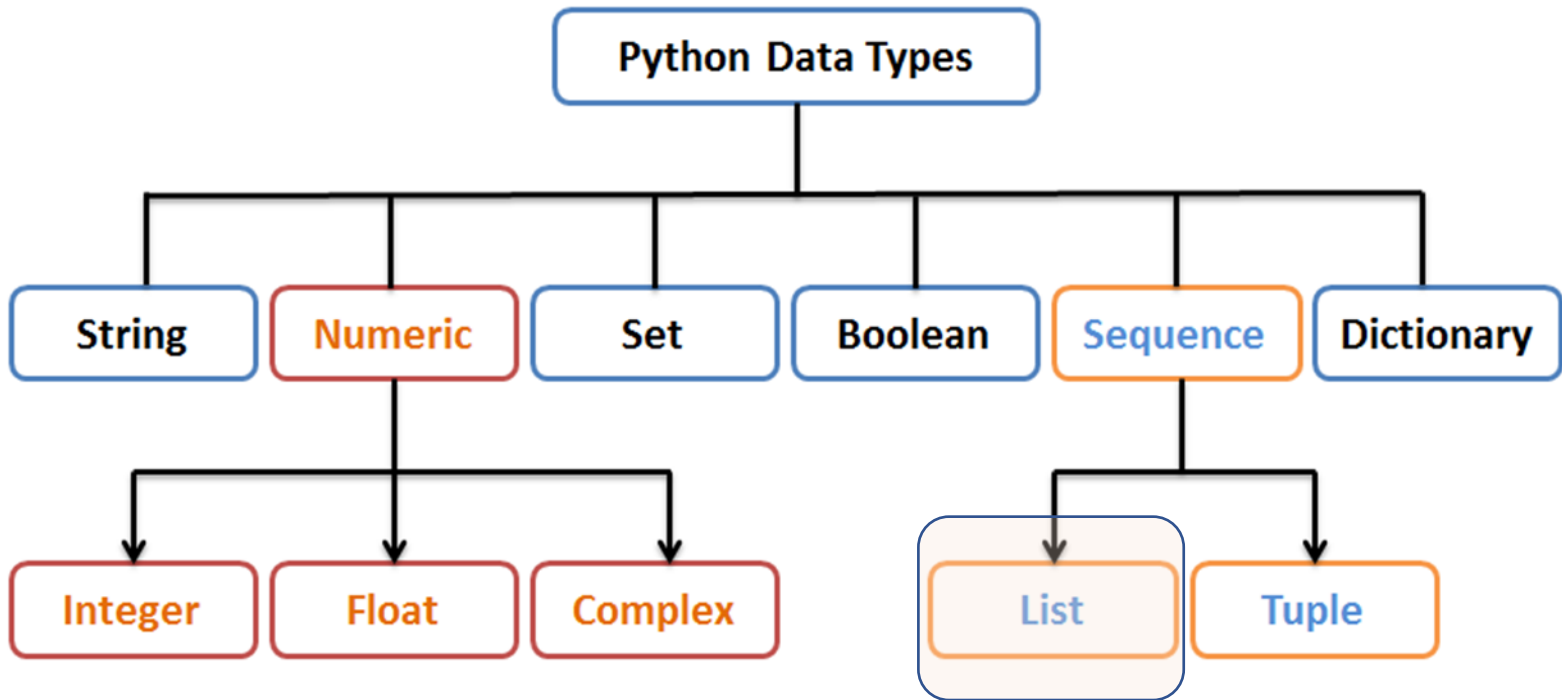 Python Data Types
String
Numeric
Set
Boolean
Sequence
Dictionary
Integer
Float
Complex
List
Tuple